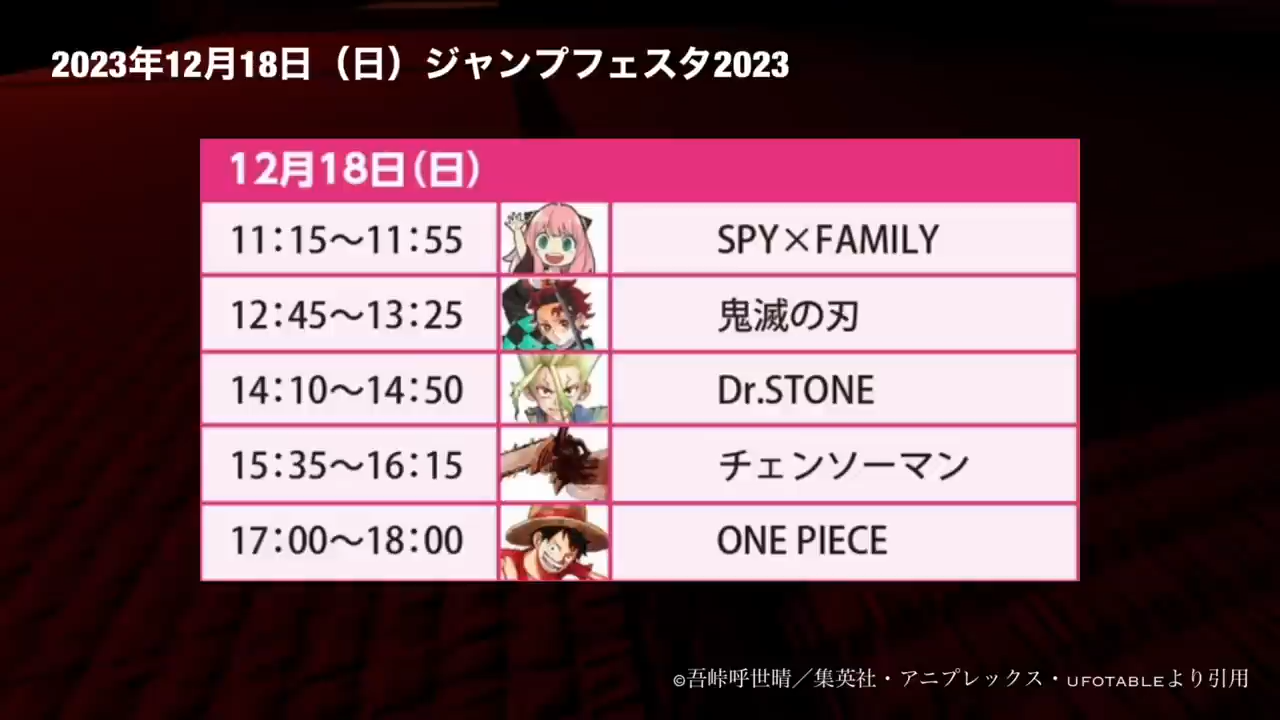 2023年12月18日（日）ジャンプフェスタ2023
12月18日（日）
11：15〜11：55 SPY×FAMILY
12：45〜13：25 鬼滅の刃
14：10〜14：50 Dr.STONE
15：35〜16：15 チェンソーマン
17：00〜18：00 ONE PIECE
©吾峠呼世晴／集英社・アニプレックス・UFOTABLEより引用